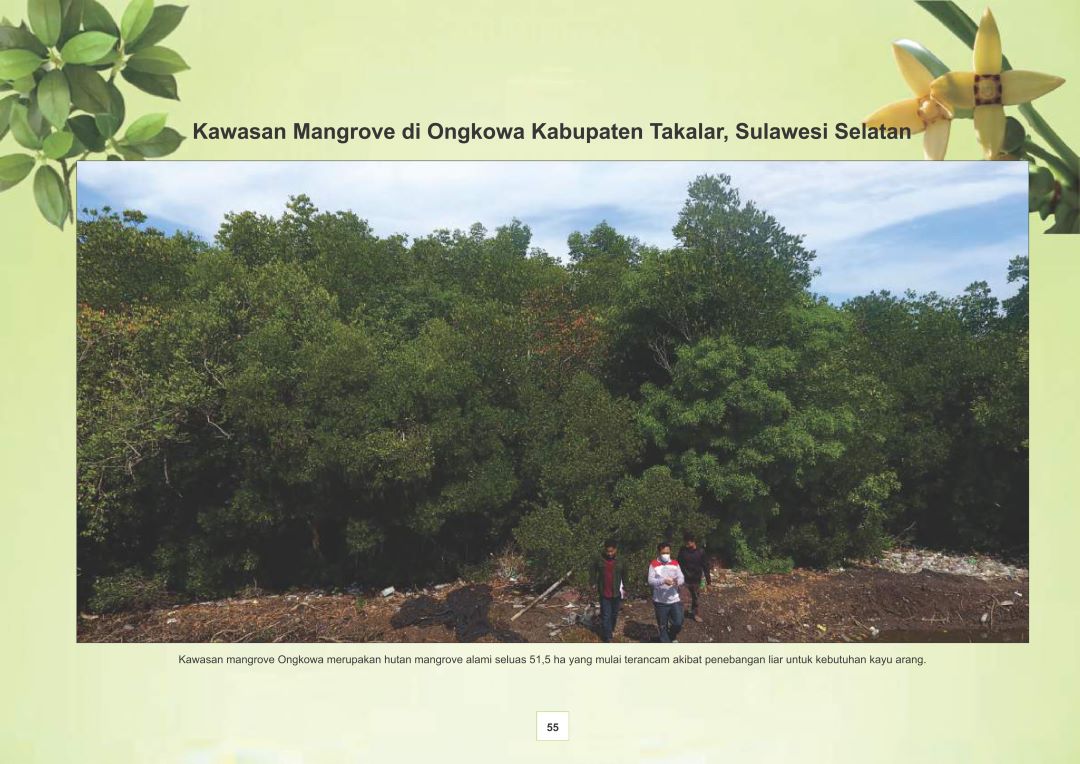 Kawasan Mangrove di Ongkowa Kabupaten Takalar, Sulawesi Selatan
Kawasan mangrove Ongkowa merupakan hutan mangrove alami seluas 51,5 ha yang mulai terancam akibat penebangan liar untuk kebutuhan kayu arang.
55